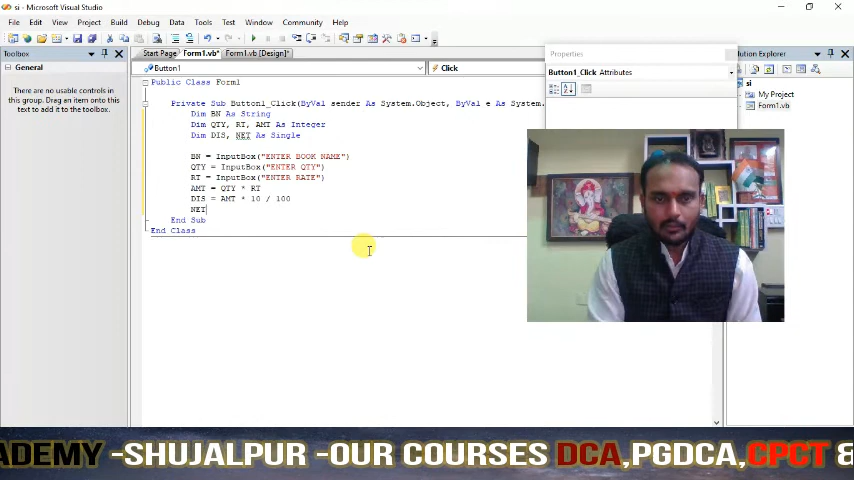 si - Microsoft Visual Studio
File Edit View Project Build Debug Data Tools Test Window Community Help
Toolbox
General
There are no usable controls in
this group. Drag an item onto this
text to add it to the toolbox.
Start Page Form1.vb* Form1.vb [Design]*
Button1 Click
Public Class Form1
Private Sub Button1_Click(ByVal sender As System.Object, ByVal e As System.
Dim BN As String
Dim QTY, RT, AMT As Integer
Dim DIS, NET As Single
BN = InputBox("ENTER BOOK NAME")
QTY = InputBox("ENTER QTY")
RT = InputBox("ENTER RATE")
AMT = QTY * RT
DIS = AMT * 10 / 100
NET
End Sub
End Class
Properties
Button1_Click Attributes
olution Explorer
si
My Project
Form1.vb
ADEMY -SHUJALPUR -OUR COURSES DCA,PGDCA,CPCT &